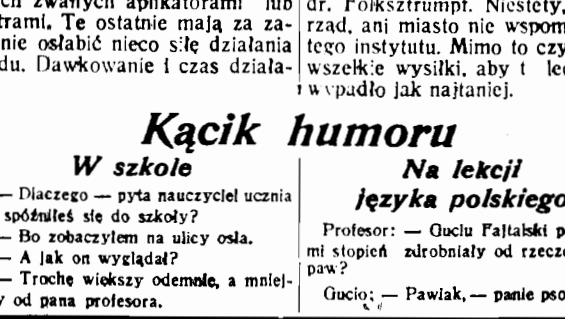 zwanych aplikatorami lub
trami. Te ostatnie mają za za-
nie osłabić nieco siłę działania
du. Dawkowanie i czas działa-
dr. Folksztrumpf. Niestety,
rząd, ani miasto nie wspom
tego instytutu. Mimo to czy
wszelkie wysiłki, aby t lec
wypadło jak najtaniej.
Kącik humoru
W szkole
— Dlaczego — pyta nauczyciel ucznia
spóźniłeś się do szkoły?
— Bo zobaczyłem na ulicy osła.
— A jak on wyglądał?
— Trochę większy odemnie, a mniej-
y od pana profesora.
Na lekcji
języka polskiego
Profesor: — Guciu Fajtalski p
mi stopień zdrobniały od rzecz
paw?
Gucio: — Pawiak, — panie pso